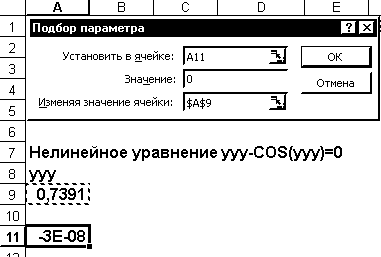 A B C D E
1 Подбор параметра ? ×
2
3 Установить в ячейке: A11 ОК
4 Значение: 0 Отмена
5 Изменяя значение ячейки: $A$9
6
7 Нелинейное уравнение yyy-COS(yyy)=0
8 yyy
9 0,7391
10
11 -3E-08